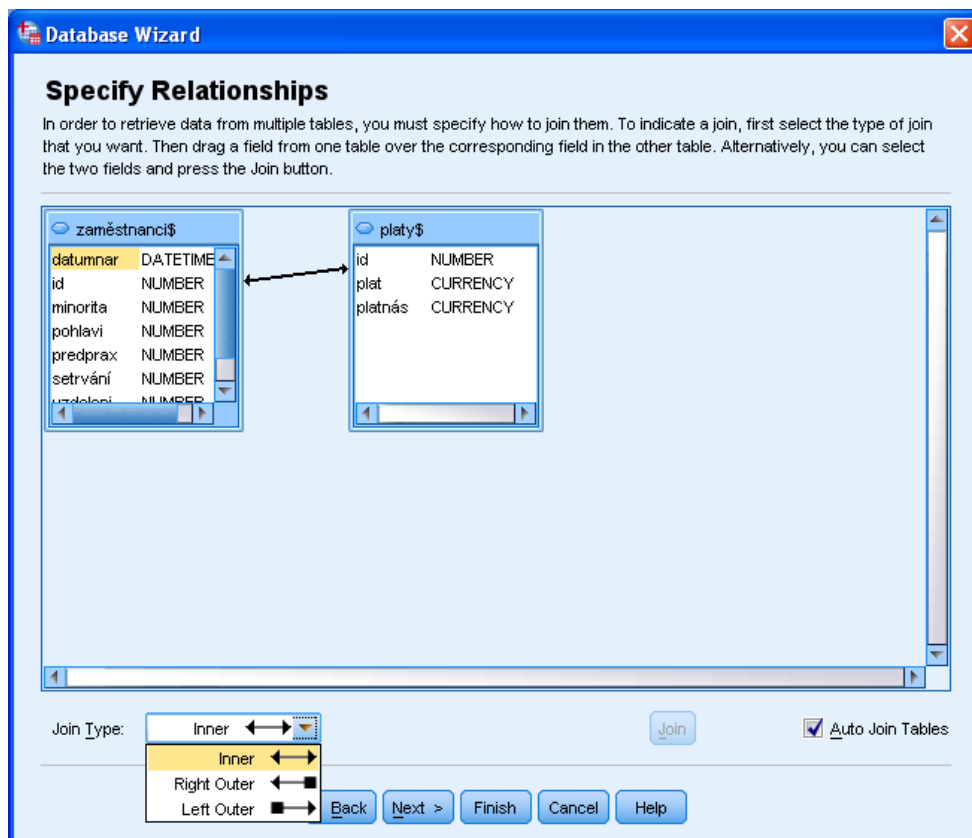 Database Wizard
Specify Relationships
In order to retrieve data from multiple tables, you must specify how to join them. To indicate a join, first select the type of join
that you want. Then drag a field from one table over the corresponding field in the other table. Alternatively, you can select
the two fields and press the Join button.
zaměstnanci$
datumnar DATETIME
id NUMBER
minorita NUMBER
pohlavi NUMBER
predprax NUMBER
setrvání NUMBER
NUMBER
platy$
id NUMBER
plat CURRENCY
platnás CURRENCY
Join Type: Inner
Join
Auto Join Tables
Inner
Right Outer
Left Outer
Back
Next >
Finish
Cancel
Help